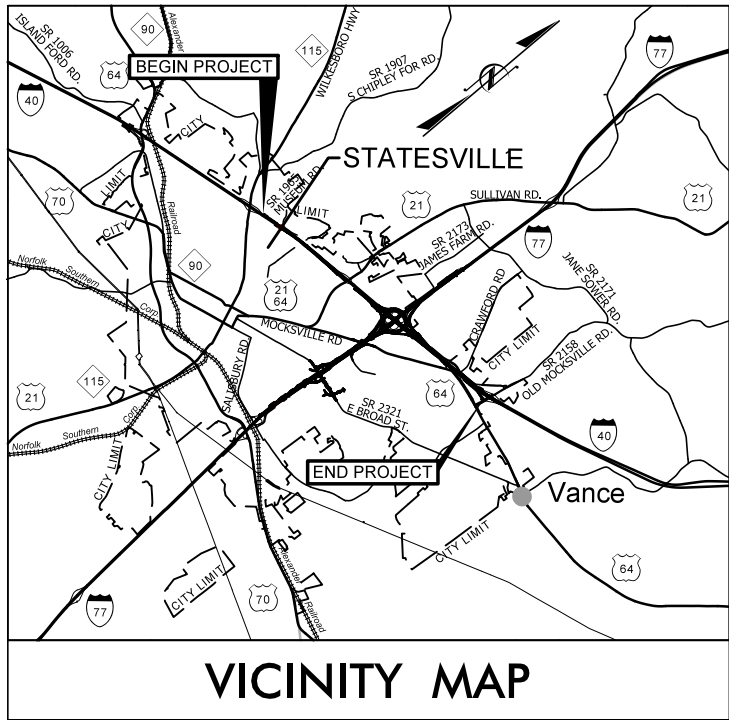 SR 1006
ISLAND FORD RD.
90
Alexander
64
115
WILKESBORO HWY
SR 1907
S CHIPLEY FOR RD.
77
BEGIN PROJECT
40
CITY
STATESVILLE
SR 1965
MUSEUM RD.
LIMIT
LIMIT
70
CITY
Railroad
21
SULLIVAN RD.
21
SR 2173
JAMES FARM RD.
77
SR 2171
JANE SOWER RD.
Norfolk
Southern
Corp
90
21
64
MOCKSVILLE RD
CRAWFORD RD
CITY LIMIT
SR 2158
OLD MOCKSVILLE RD.
115
21
SALISBURY RD.
64
SR 2321
E BROAD ST.
40
Norfolk
Southern
Corp
END PROJECT
CITY LIMIT
Vance
CITY LIMIT
64
CITY LIMIT
77
70
Alexander
Railroad
VICINITY MAP